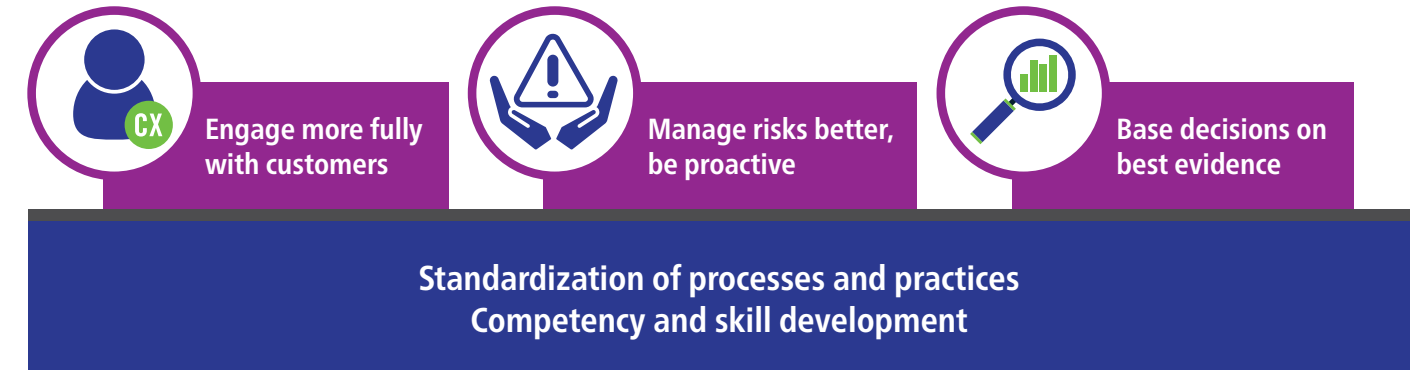 CX
Engage more fully
with customers
Manage risks better,
be proactive
Base decisions on
best evidence
Standardization of processes and practices
Competency and skill development